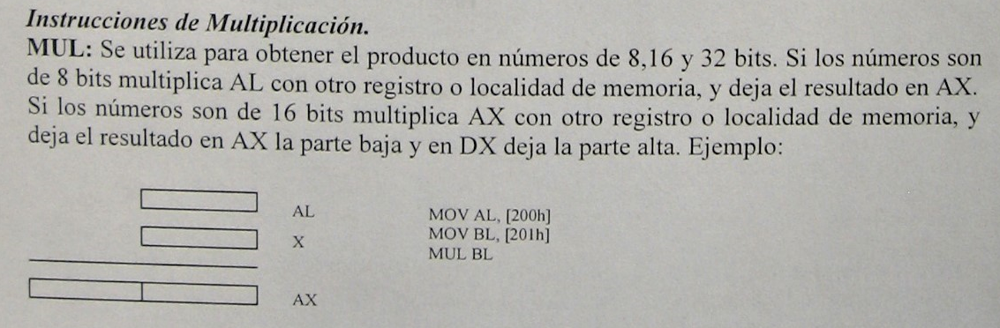 Instrucciones de Multiplicación.
MUL: Se utiliza para obtener el producto en números de 8,16 y 32 bits. Si los números son
de 8 bits multiplica AL con otro registro o localidad de memoria, y deja el resultado en AX.
Si los números son de 16 bits multiplica AX con otro registro o localidad de memoria, y
deja el resultado en AX la parte baja y en DX deja la parte alta. Ejemplo:
AL
X
AX
MOV AL, [200h]
MOV BL, [201h]
MUL BL